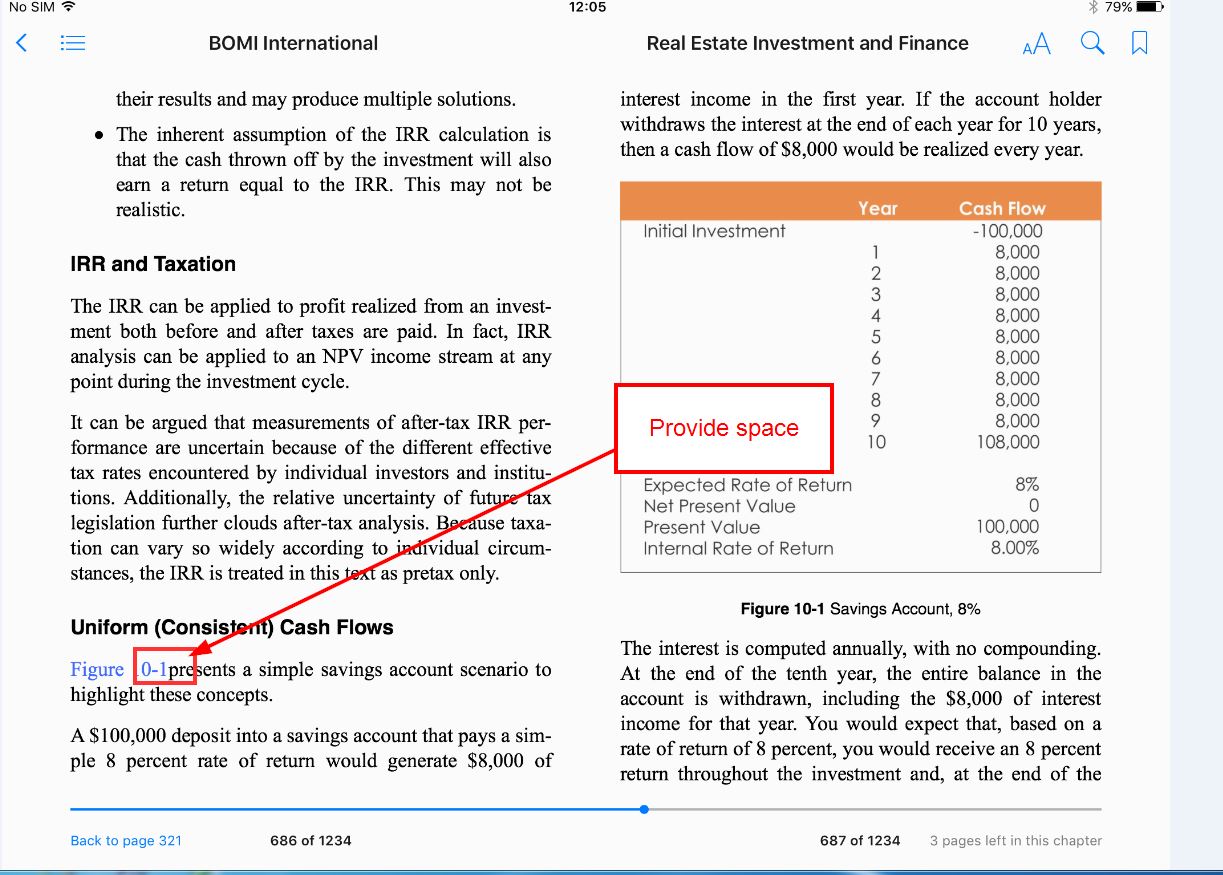 No SIM
12:05
79%
BOMI International
Real Estate Investment and Finance
AA
their results and may produce multiple solutions.
• The inherent assumption of the IRR calculation is
that the cash thrown off by the investment will also
earn a return equal to the IRR. This may not be
realistic.
IRR and Taxation
The IRR can be applied to profit realized from an invest-
ment both before and after taxes are paid. In fact, IRR
analysis can be applied to an NPV income stream at any
point during the investment cycle.
It can be argued that measurements of after-tax IRR per-
formance are uncertain because of the different effective
tax rates encountered by individual investors and institu-
tions. Additionally, the relative uncertainty of future tax
legislation further clouds after-tax analysis. Because taxa-
tion can vary so widely according to individual circum-
stances, the IRR is treated in this text as pretax only.
Uniform (Consistent) Cash Flows
Figure 10-1presents a simple savings account scenario to
highlight these concepts.
A $100,000 deposit into a savings account that pays a sim-
ple 8 percent rate of return would generate $8,000 of
interest income in the first year. If the account holder
withdraws the interest at the end of each year for 10 years,
then a cash flow of $8,000 would be realized every year.
Year Cash Flow
Initial Investment -100,000
1 8,000
2 8,000
3 8,000
4 8,000
5 8,000
6 8,000
7 8,000
8 8,000
9 8,000
10 108,000
Provide space
Expected Rate of Return 8%
Net Present Value 0
Present Value 100,000
Internal Rate of Return 8.00%
Figure 10-1 Savings Account, 8%
The interest is computed annually, with no compounding.
At the end of the tenth year, the entire balance in the
account is withdrawn, including the $8,000 of interest
income for that year. You would expect that, based on a
rate of return of 8 percent, you would receive an 8 percent
return throughout the investment and, at the end of the
Back to page 321
686 of 1234
687 of 1234
3 pages left in this chapter